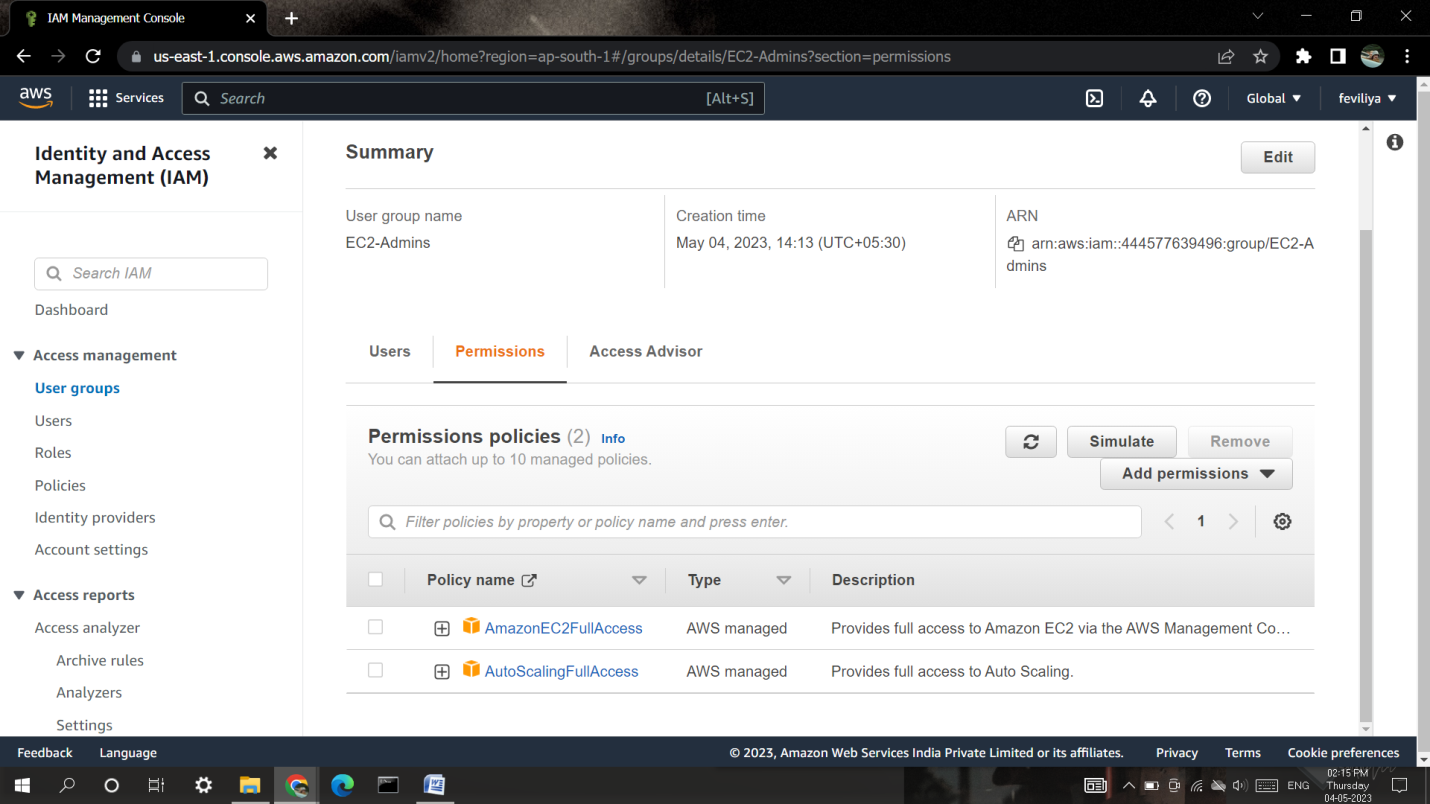 IAM Management Console
us-east-1.console.aws.amazon.com/iamv2/home?region=ap-south-1#/groups/details/EC2-Admins?section=permissions
aws
Services
Search
[Alt+S]
Global
feviliya
Identity and Access
Management (IAM)
Search IAM
Dashboard
Access management
User groups
Users
Roles
Policies
Identity providers
Account settings
Access reports
Access analyzer
Archive rules
Analyzers
Settings
Summary
Edit
User group name
EC2-Admins
Creation time
May 04, 2023, 14:13 (UTC+05:30)
ARN
arn:aws:iam::444577639496:group/EC2-A
dmins
Users
Permissions
Access Advisor
Permissions policies (2) Info
You can attach up to 10 managed policies.
Simulate
Remove
Add permissions
Filter policies by property or policy name and press enter.
1
Policy name
Type
Description
AmazonEC2FullAccess
AWS managed
Provides full access to Amazon EC2 via the AWS Management Co...
AutoScalingFullAccess
AWS managed
Provides full access to Auto Scaling.
Feedback
Language
© 2023, Amazon Web Services India Private Limited or its affiliates.
Privacy
Terms
Cookie preferences
ENG
02:15 PM
Thursday
04-05-2023